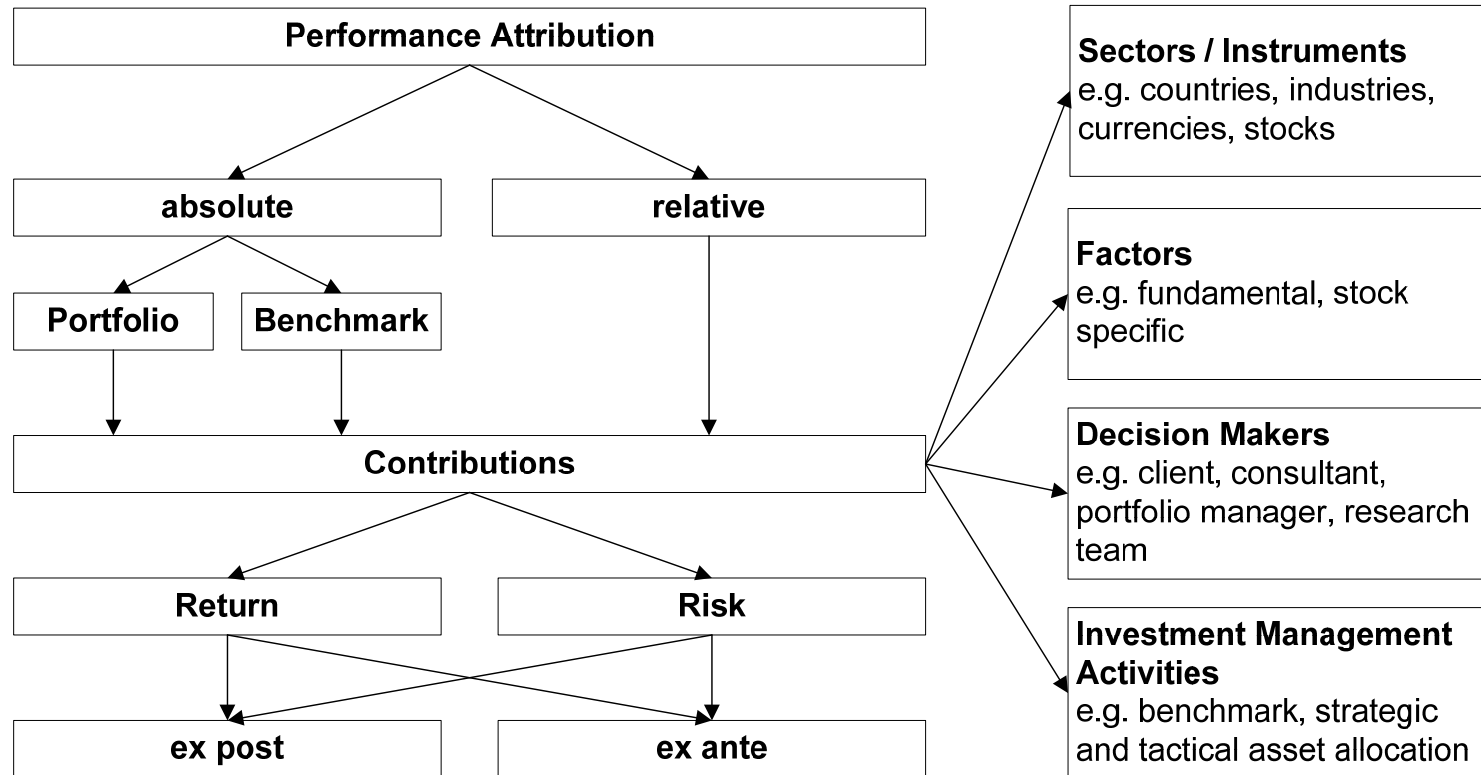 Performance Attribution
absolute
relative
Portfolio
Benchmark
Contributions
Return
Risk
ex post
ex ante
Sectors / Instruments
e.g. countries, industries,
currencies, stocks
Factors
e.g. fundamental, stock
specific
Decision Makers
e.g. client, consultant,
portfolio manager, research
team
Investment Management
Activities
e.g. benchmark, strategic
and tactical asset allocation